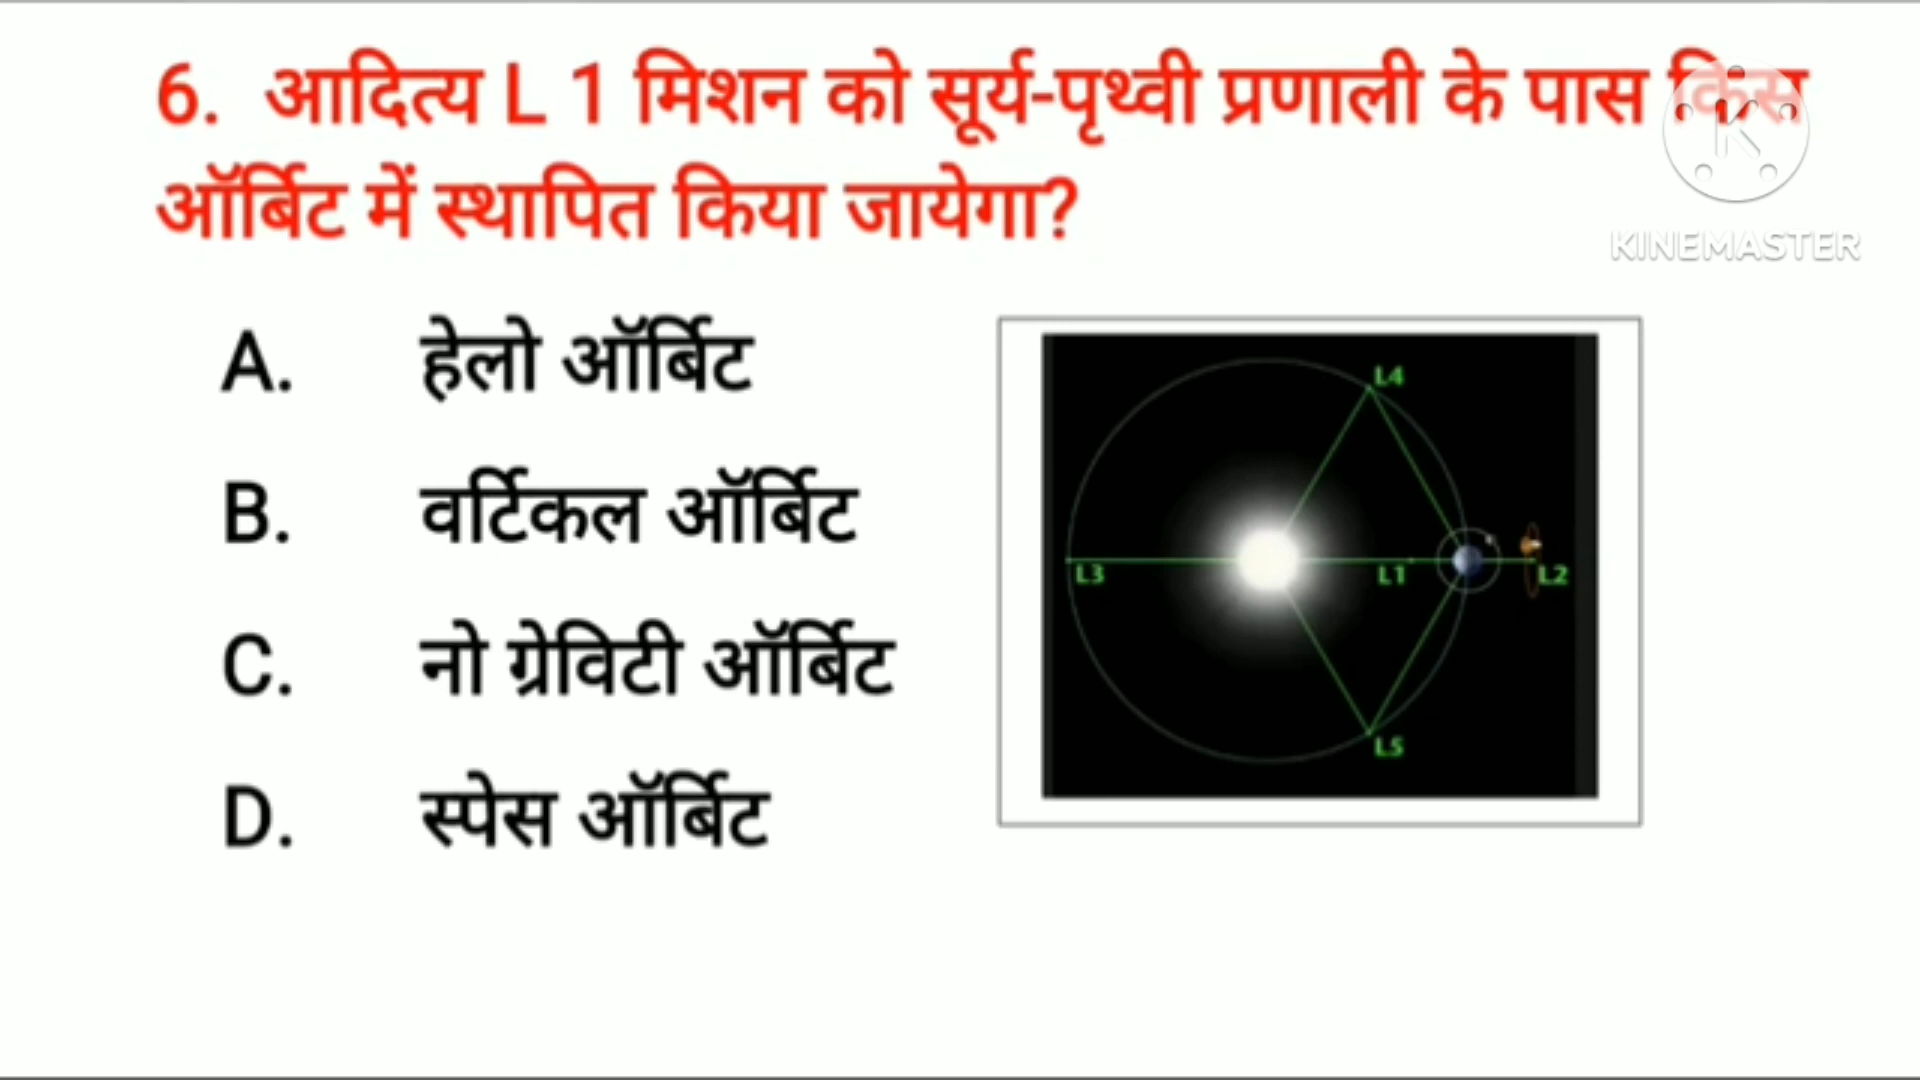 6. आदित्य L 1 मिशन को सूर्य-पृथ्वी प्रणाली के पास किस
ऑर्बिट में स्थापित किया जायेगा?
K
KINEMASTER
A. हेलो ऑर्बिट
B. वर्टिकल ऑर्बिट
C. नो ग्रेविटी ऑर्बिट
D. स्पेस ऑर्बिट
L4
L3
L1
L2
L5